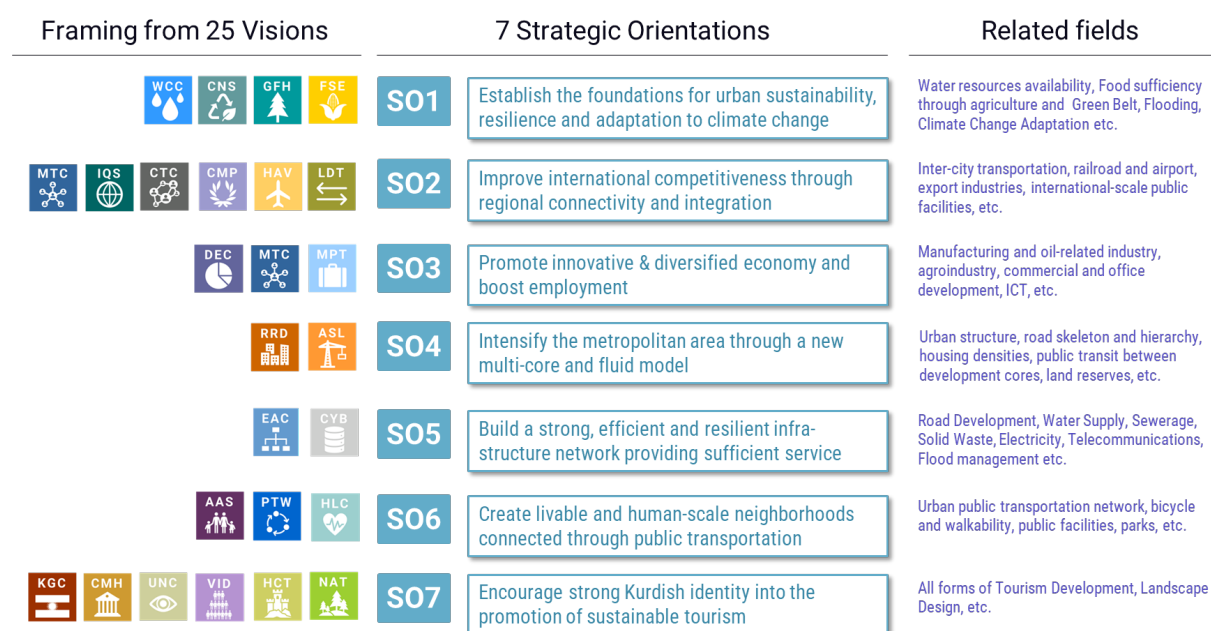 Framing from 25 Visions
7 Strategic Orientations
Related fields
WCC CNS GFH FSE
SO1
Establish the foundations for urban sustainability,
resilience and adaptation to climate change
Water resources availability, Food sufficiency
through agriculture and Green Belt, Flooding,
Climate Change Adaptation etc.
MTC IQS CTC CMP HAV LDT
SO2
Improve international competitiveness through
regional connectivity and integration
Inter-city transportation, railroad and airport,
export industries, international-scale public
facilities, etc.
DEC MTC MPT
SO3
Promote innovative & diversified economy and
boost employment
Manufacturing and oil-related industry,
agroindustry, commercial and office
development, ICT, etc.
RRD ASL
SO4
Intensify the metropolitan area through a new
multi-core and fluid model
Urban structure, road skeleton and hierarchy,
housing densities, public transit between
development cores, land reserves, etc.
EAC CYB
SO5
Build a strong, efficient and resilient infra-
structure network providing sufficient service
Road Development, Water Supply, Sewerage,
Solid Waste, Electricity, Telecommunications,
Flood management etc.
AAS PTW HLC
SO6
Create livable and human-scale neighborhoods
connected through public transportation
Urban public transportation network, bicycle
and walkability, public facilities, parks, etc.
KGC CMH UNC VID HCT NAT
SO7
Encourage strong Kurdish identity into the
promotion of sustainable tourism
All forms of Tourism Development, Landscape
Design, etc.